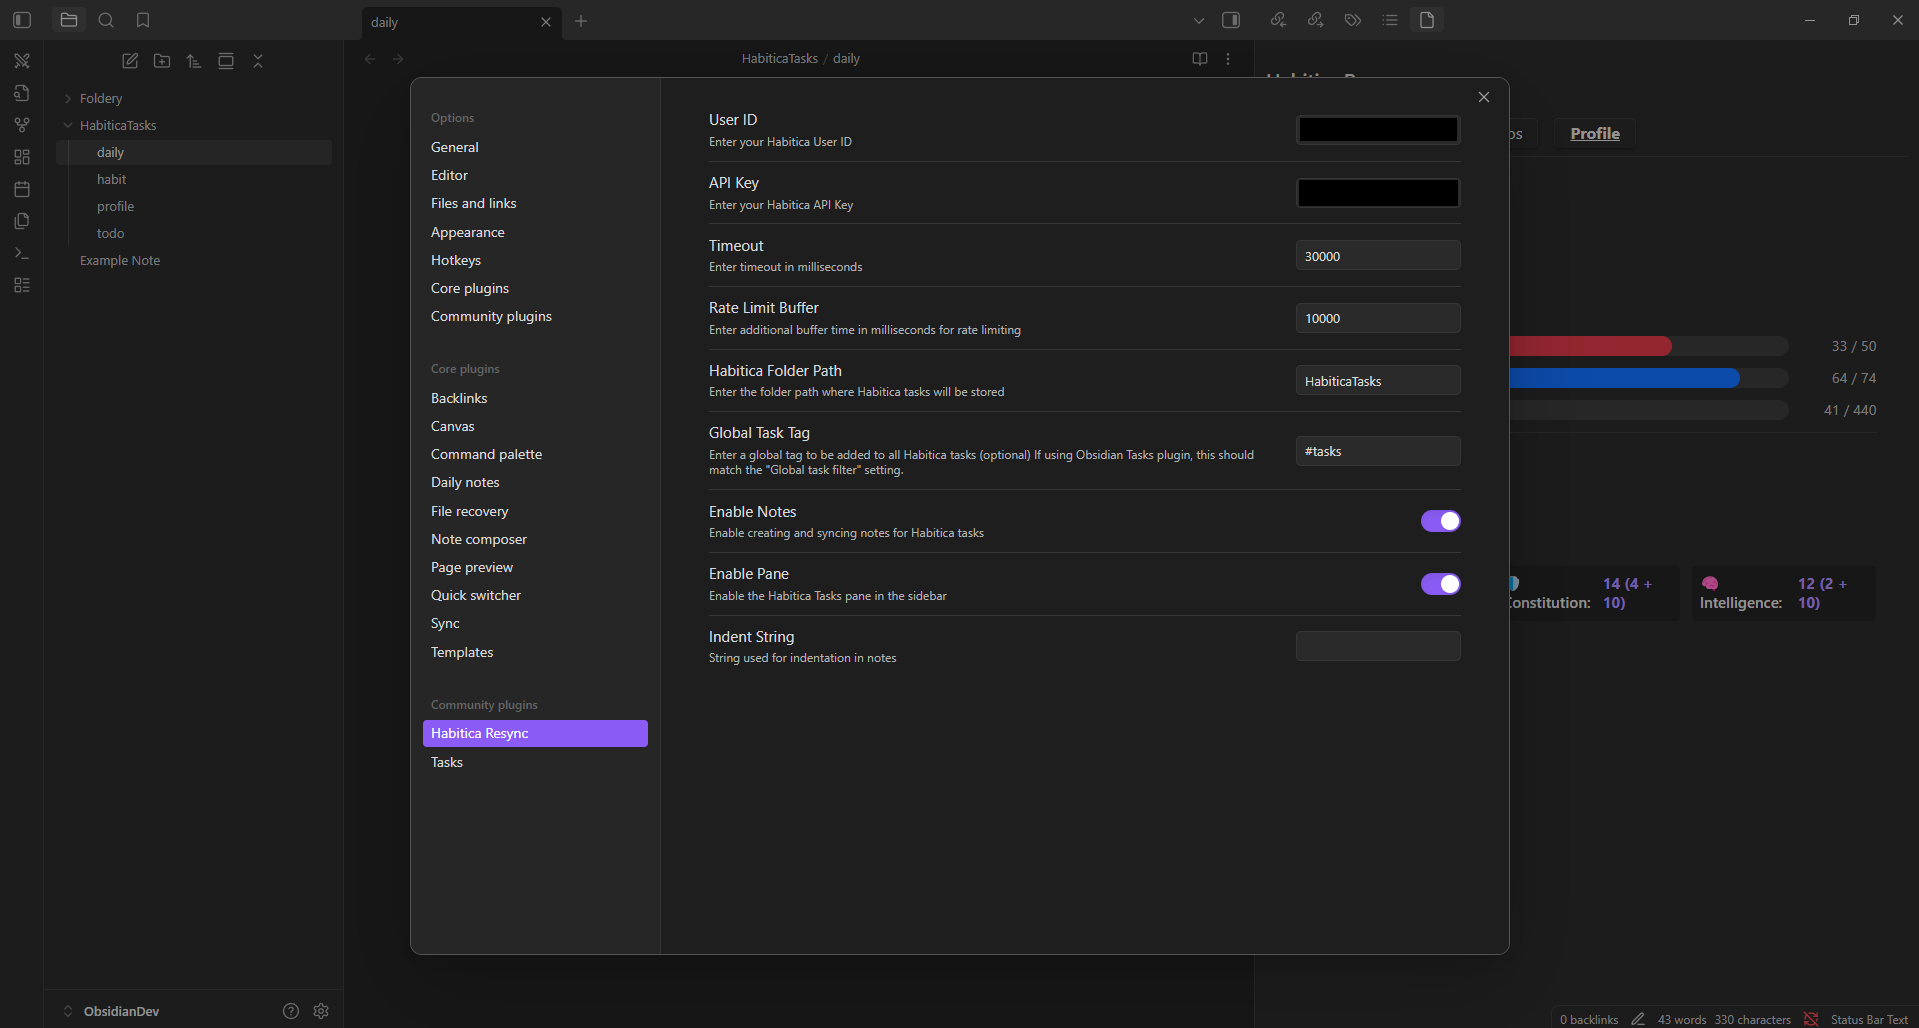 daily
HabiticaTasks / daily
Foldery
HabiticaTasks
daily
habit
profile
todo
Example Note
ObsidianDev
Options
General
Editor
Files and links
Appearance
Hotkeys
Core plugins
Community plugins
Core plugins
Backlinks
Canvas
Command palette
Daily notes
File recovery
Note composer
Page preview
Quick switcher
Sync
Templates
Community plugins
Habitica Resync
Tasks
User ID
Enter your Habitica User ID
API Key
Enter your Habitica API Key
Timeout
Enter timeout in milliseconds
30000
Rate Limit Buffer
Enter additional buffer time in milliseconds for rate limiting
10000
Habitica Folder Path
Enter the folder path where Habitica tasks will be stored
HabiticaTasks
Global Task Tag
Enter a global tag to be added to all Habitica tasks (optional) If using Obsidian Tasks plugin, this should
match the "Global task filter" setting.
#tasks
Enable Notes
Enable creating and syncing notes for Habitica tasks
Enable Pane
Enable the Habitica Tasks pane in the sidebar
Indent String
String used for indentation in notes
Profile
33 / 50
64 / 74
41 / 440
onstitution:
14 (4 +
10)
Intelligence:
12 (2 +
10)
0 backlinks
43 words
330 characters
Status Bar Text